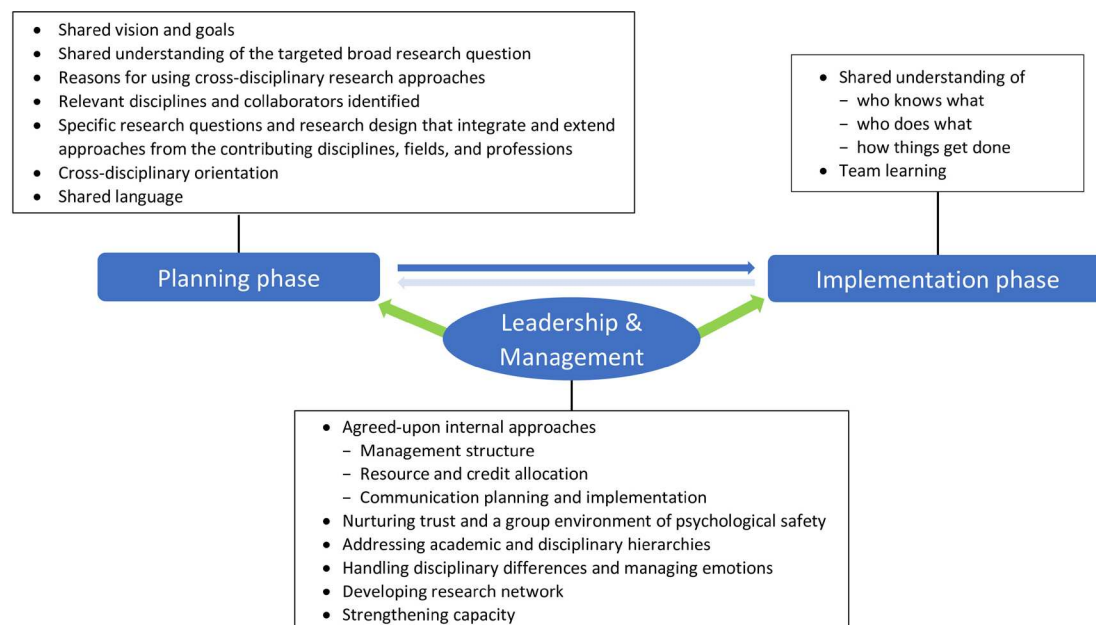 • Shared vision and goals
• Shared understanding of the targeted broad research question
• Reasons for using cross-disciplinary research approaches
• Relevant disciplines and collaborators identified
• Specific research questions and research design that integrate and extend
approaches from the contributing disciplines, fields, and professions
• Cross-disciplinary orientation
• Shared language
• Shared understanding of
– who knows what
– who does what
– how things get done
• Team learning
Planning phase
Implementation phase
Leadership &
Management
• Agreed-upon internal approaches
– Management structure
– Resource and credit allocation
– Communication planning and implementation
• Nurturing trust and a group environment of psychological safety
• Addressing academic and disciplinary hierarchies
• Handling disciplinary differences and managing emotions
• Developing research network
• Strengthening capacity